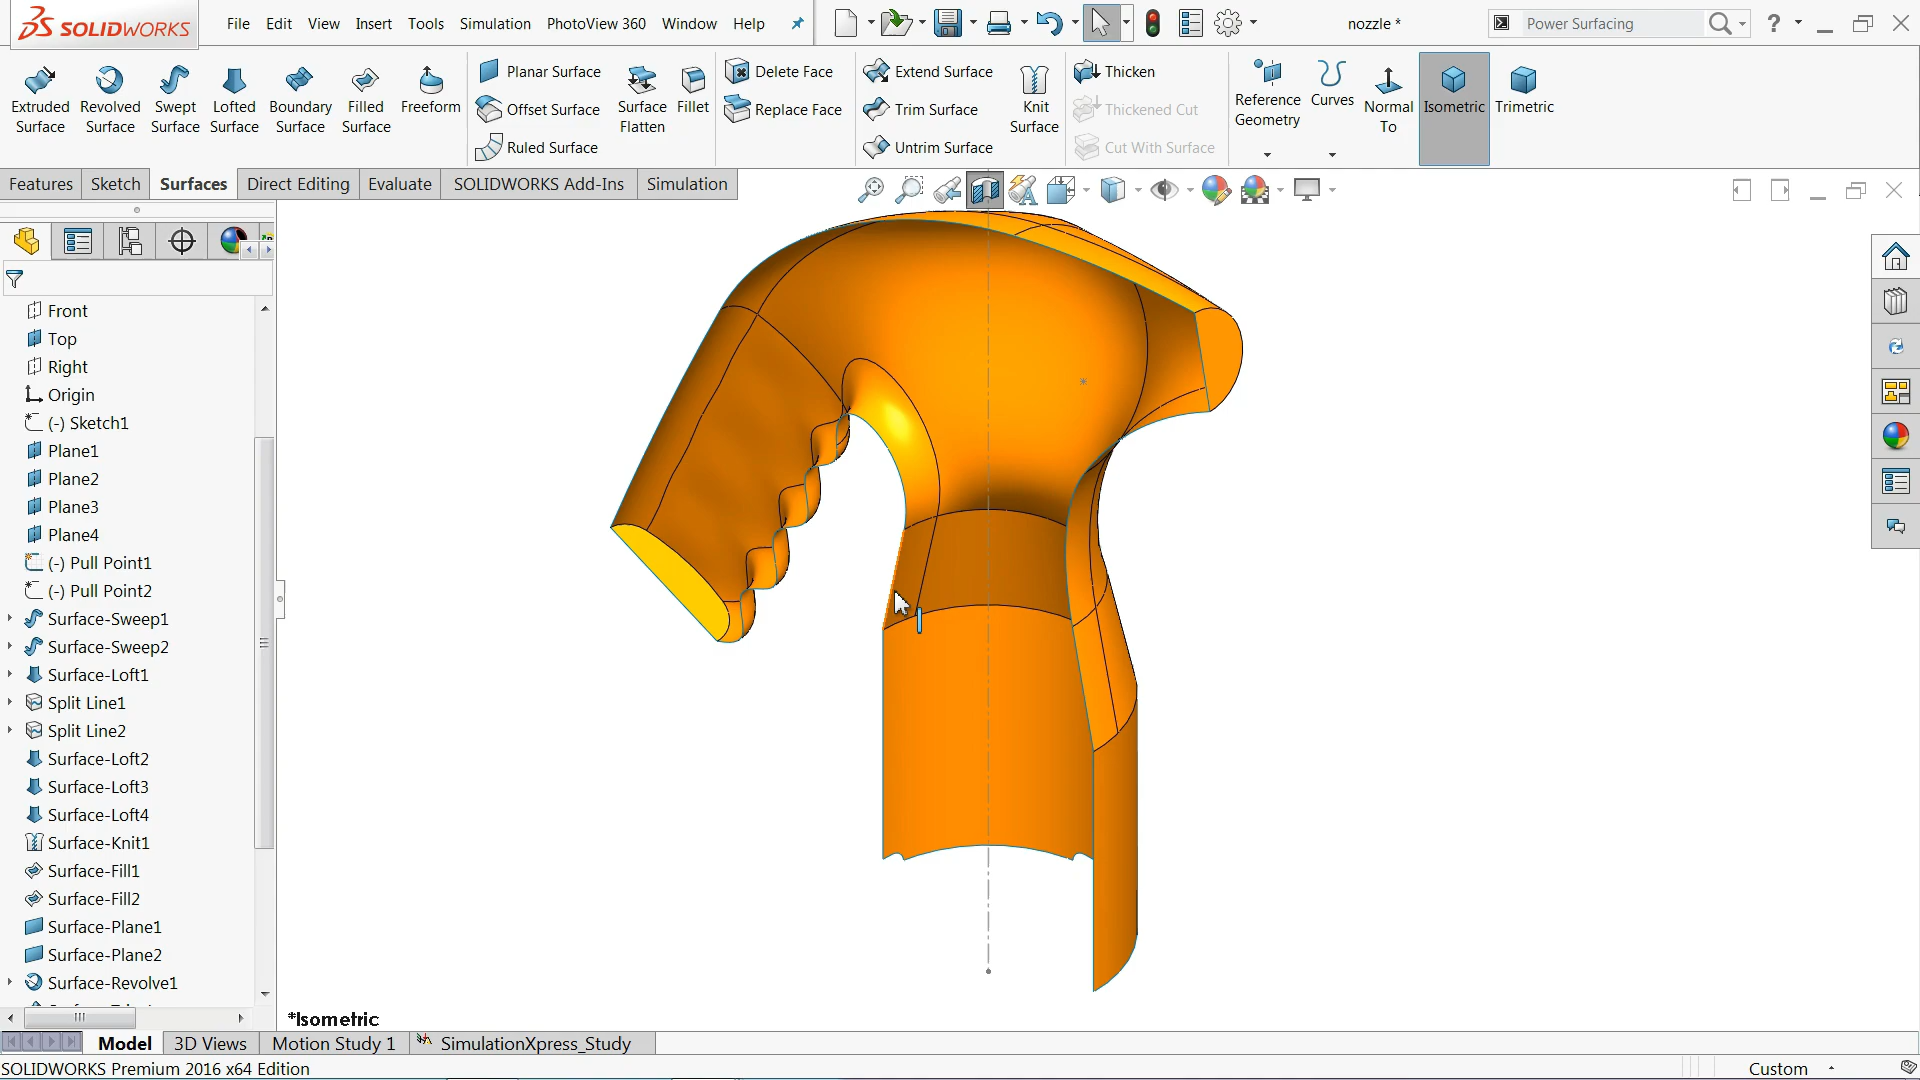 SOLIDWORKS
File Edit View Insert Tools Simulation PhotoView 360 Window Help
nozzle *
Power Surfacing
?
Extruded Surface
Revolved Surface
Swept Surface
Lofted Surface
Boundary Surface
Filled Surface
Freeform
Planar Surface
Offset Surface
Ruled Surface
Surface Flatten
Fillet
Delete Face
Replace Face
Extend Surface
Trim Surface
Untrim Surface
Knit Surface
Thicken
Thickened Cut
Cut With Surface
Reference Geometry
Curves
Normal To
Isometric
Trimetric
Features Sketch Surfaces Direct Editing Evaluate SOLIDWORKS Add-Ins Simulation
Front
Top
Right
Origin
(-) Sketch1
Plane1
Plane2
Plane3
Plane4
(-) Pull Point1
(-) Pull Point2
Surface-Sweep1
Surface-Sweep2
Surface-Loft1
Split Line1
Split Line2
Surface-Loft2
Surface-Loft3
Surface-Loft4
Surface-Knit1
Surface-Fill1
Surface-Fill2
Surface-Plane1
Surface-Plane2
Surface-Revolve1
*Isometric
Model 3D Views Motion Study 1 SimulationXpress_Study
SOLIDWORKS Premium 2016 x64 Edition
Custom